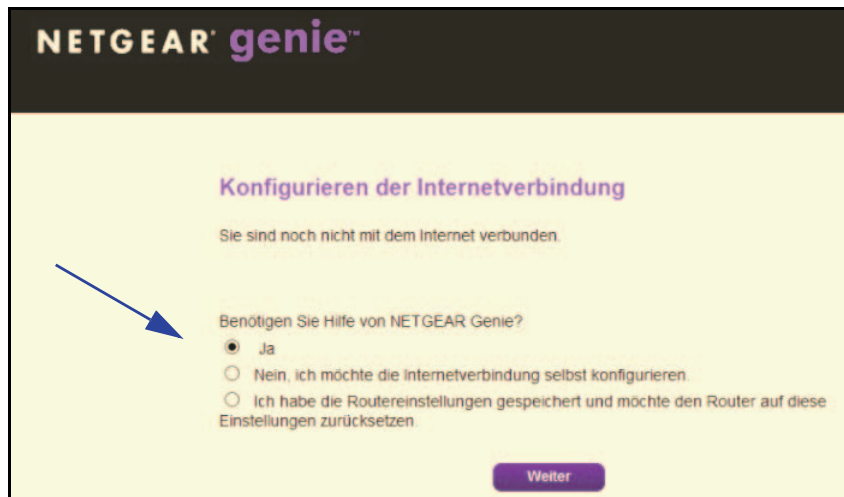 NETGEAR® genie™
Konfigurieren der Internetverbindung
Sie sind noch nicht mit dem Internet verbunden.
Benötigen Sie Hilfe von NETGEAR Genie?
Ja
Nein, ich möchte die Internetverbindung selbst konfigurieren.
Ich habe die Routereinstellungen gespeichert und möchte den Router auf diese
Einstellungen zurücksetzen.
Weiter